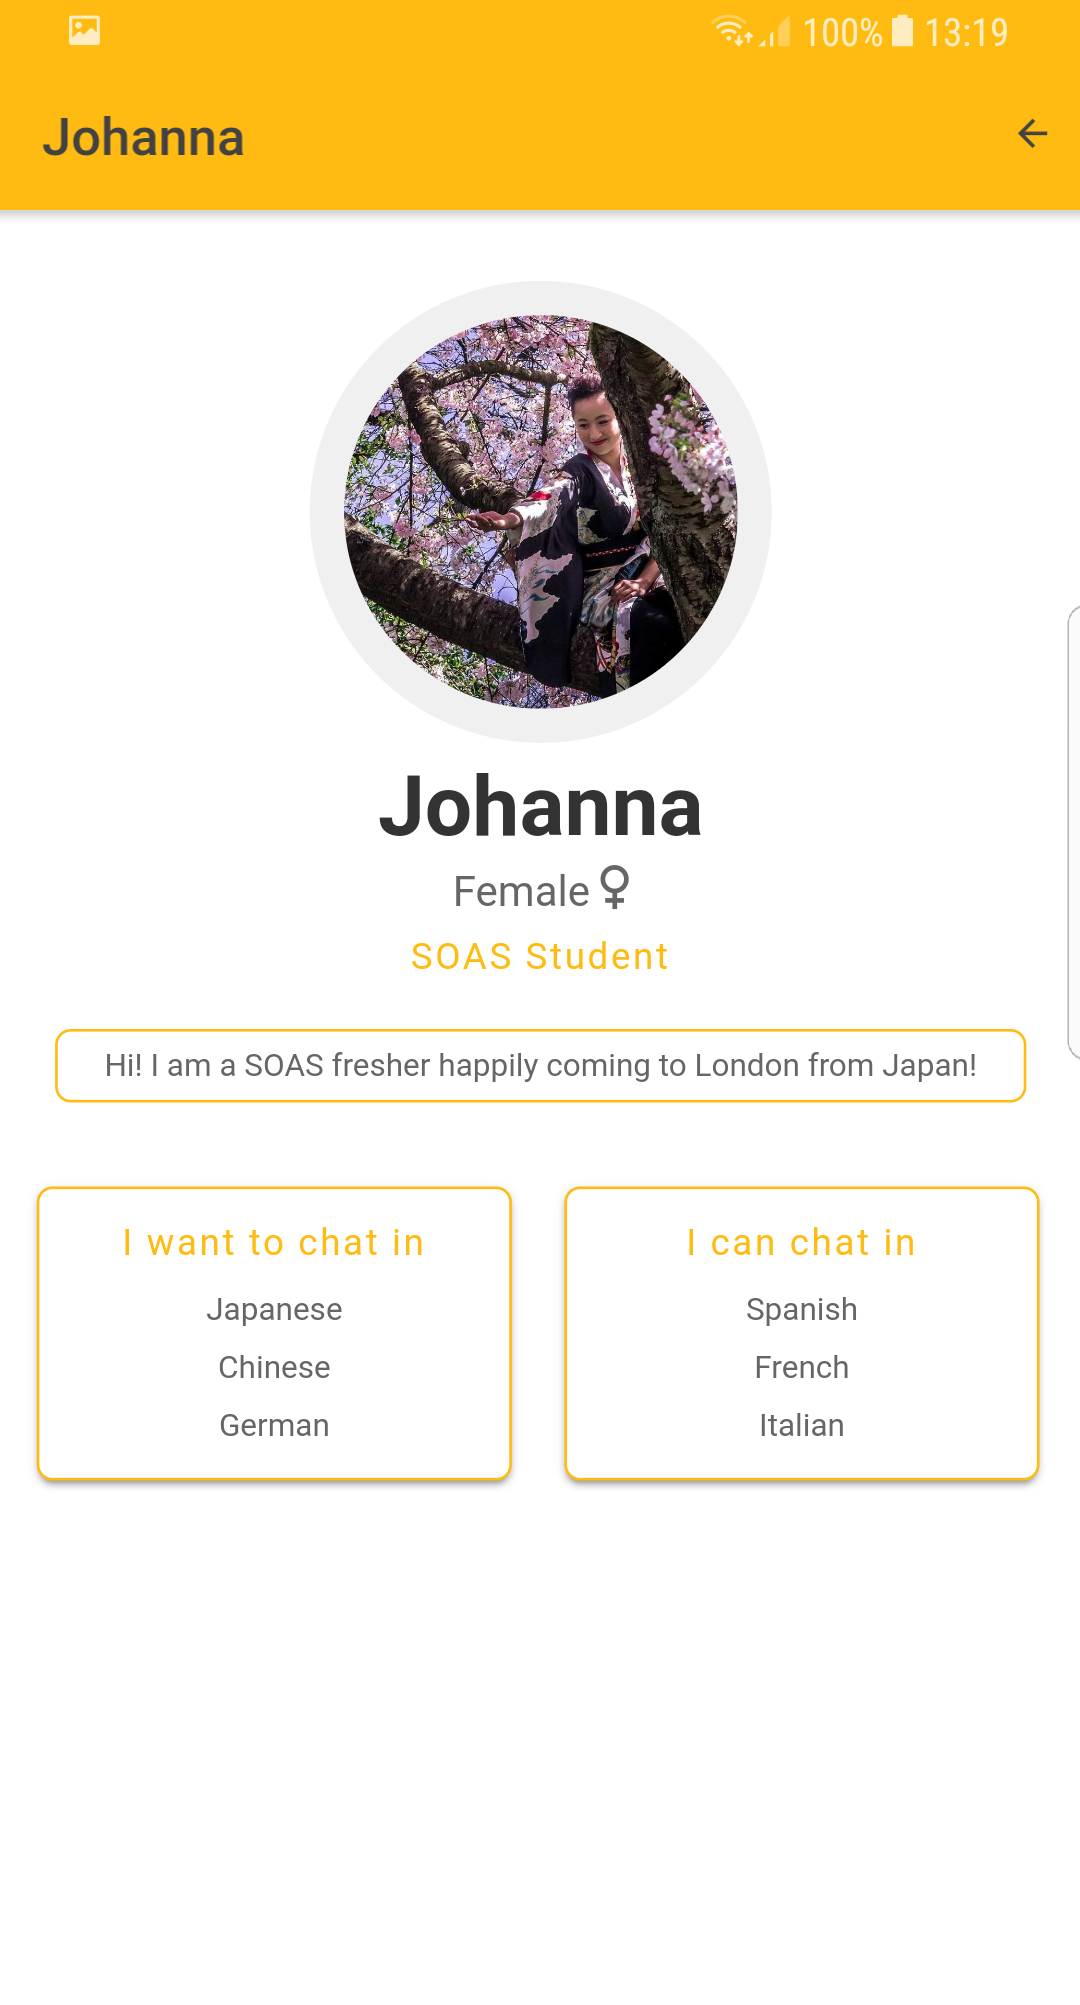 100% 13:19
Johanna
Johanna
Female
SOAS Student
Hi! I am a SOAS fresher happily coming to London from Japan!
I want to chat in
Japanese
Chinese
German
I can chat in
Spanish
French
Italian